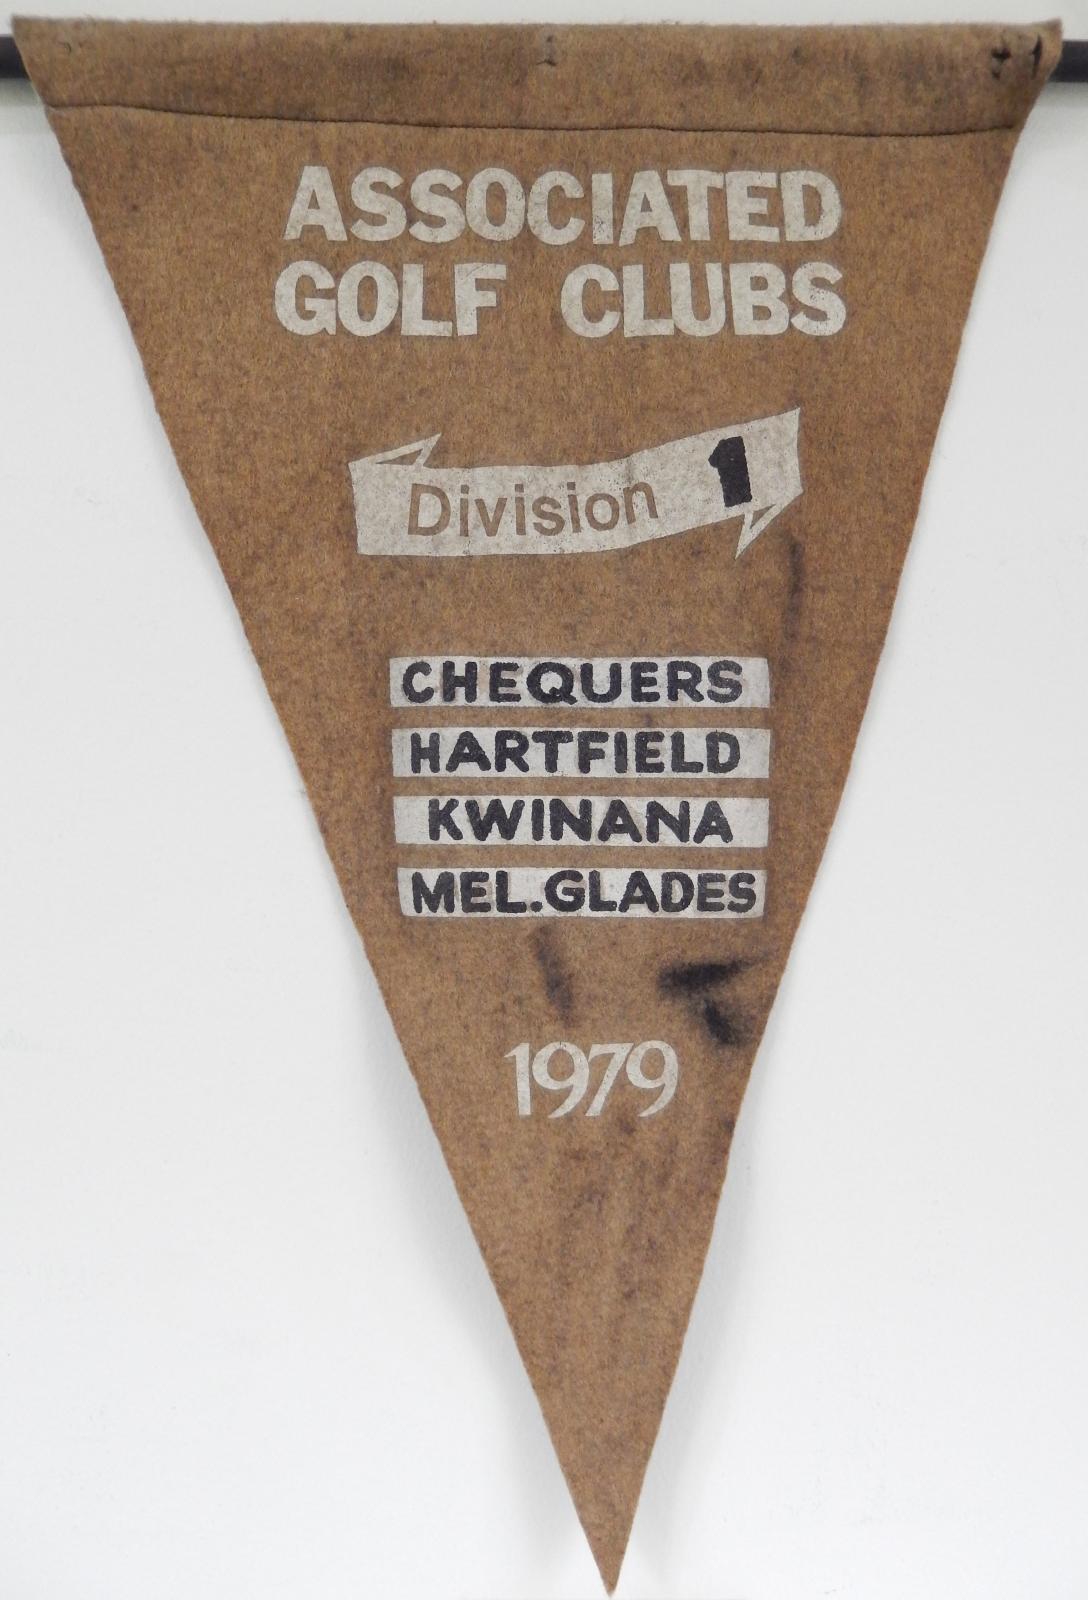 ASSOCIATED
GOLF CLUBS
Division 1
CHEQUERS
HARTFIELD
KWINANA
MEL.GLADES
1979